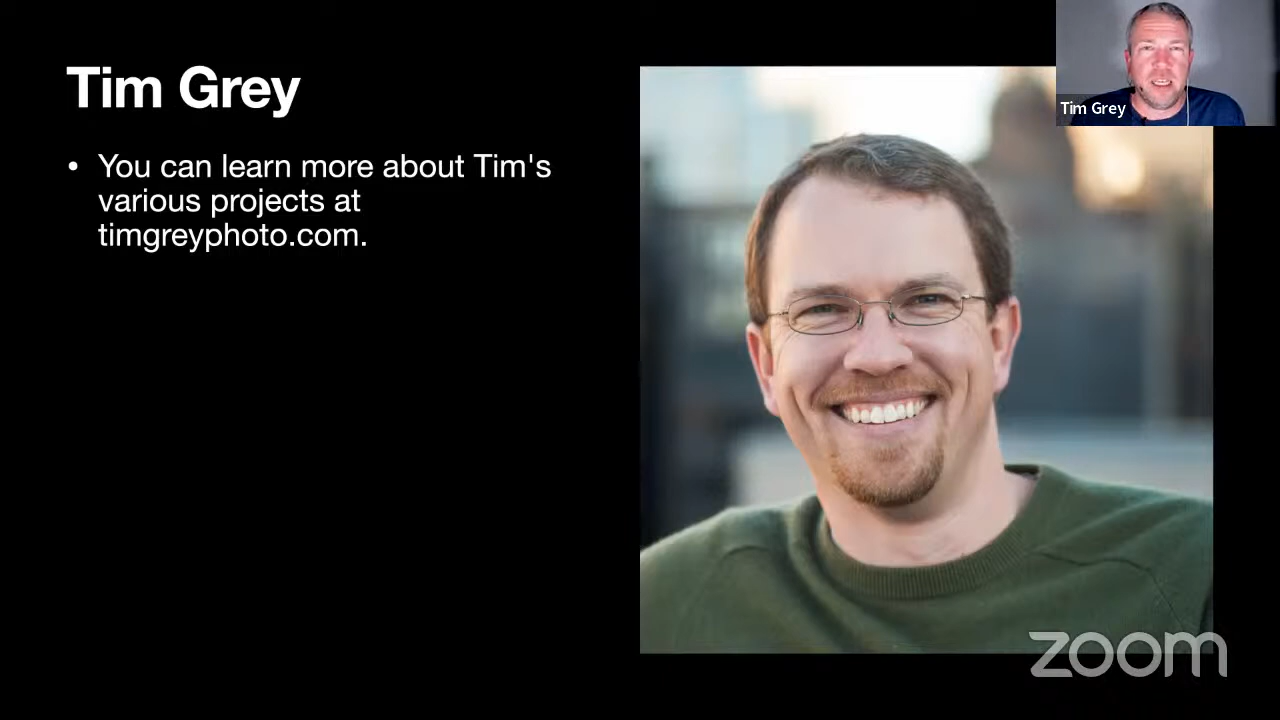 Tim Grey
• You can learn more about Tim's
various projects at
timgreyphoto.com.
Tim Grey
zoom